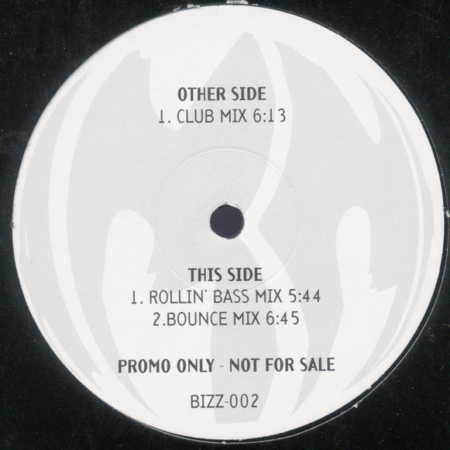 OTHER SIDE
1. CLUB MIX 6:13
THIS SIDE
1. ROLLIN' BASS MIX 5:44
2.BOUNCE MIX 6:45
PROMO ONLY - NOT FOR SALE
BIZZ-002